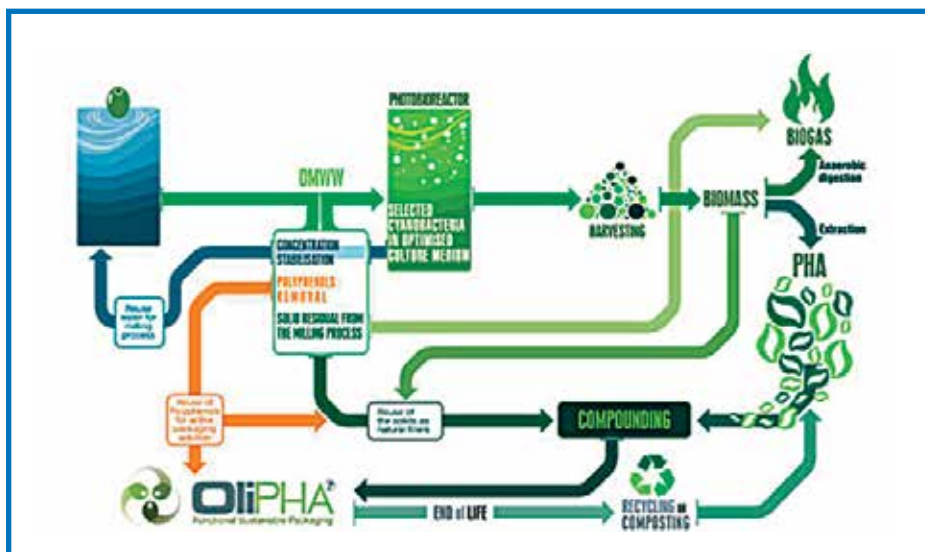 PHOTOBIOREACTOR
BIOGAS
OMWW
Anaerobic
digestion
SELECTED
CYANOBACTERIA
IN OPTIMISED
CULTURE MEDIUM
HARVESTING
BIOMASS
Extraction
CONCENTRATION
STABILISATION
PHA
POLYPHENOLS
REMOVAL
SOLID RESIDUAL FROM
THE MILLING PROCESS
Reuse
water for
milling
process
Reuse of
Polyphenols
for active
packaging
solution
Reuse of
the solids as
natural fillers
COMPOUNDING
OliPHA
Functional Sustainable Packaging
END of LIFE
RECYCLING or
COMPOSTING